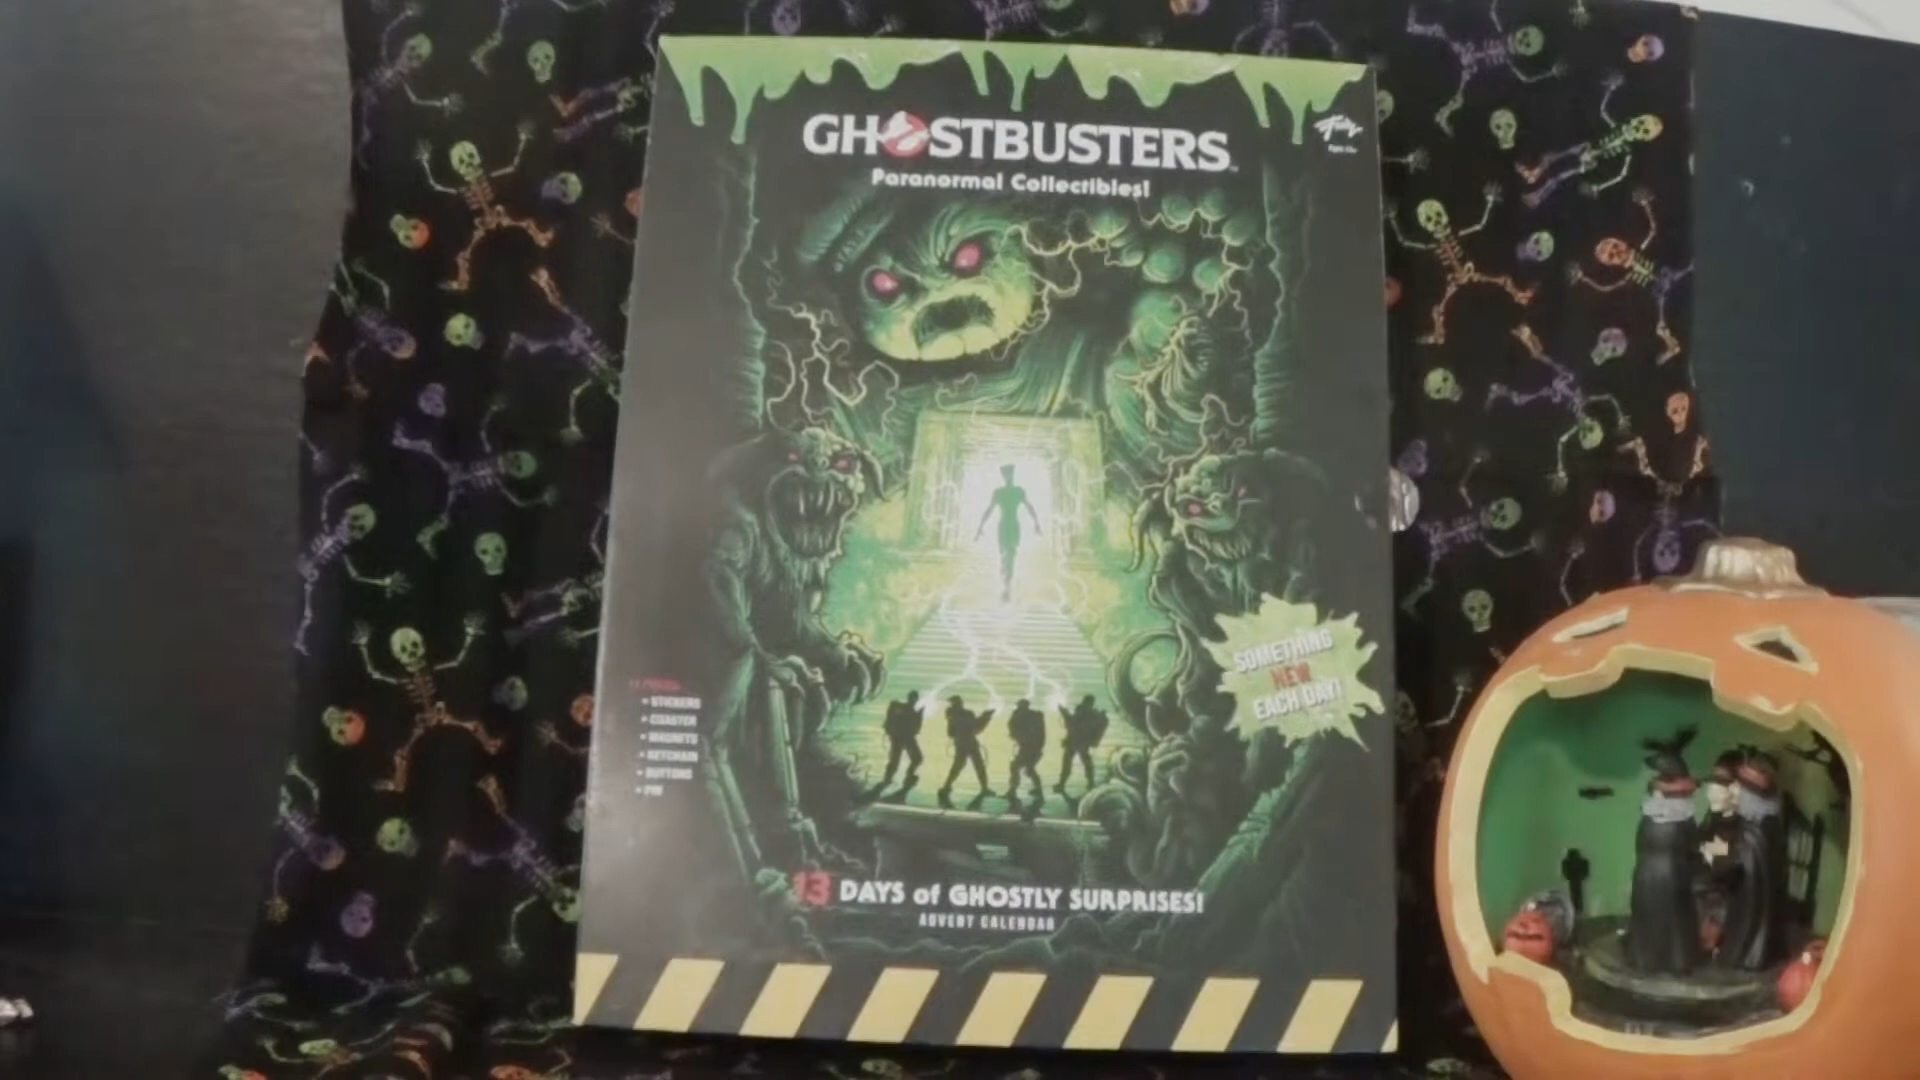 GHOSTBUSTERS
Paranormal Collectibles!
SOMETHING
NEW
EACH DAY!
• STICKERS
• COASTER
• MAGNETS
• KEYCHAIN
• BUTTONS
• PIN
13 DAYS of GHOSTLY SURPRISES!
ADVENT CALENDAR